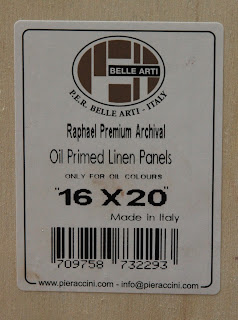 BELLE ARTI
P.E.R. BELLE ARTI - ITALY
Raphael Premium Archival
Oil Primed Linen Panels
ONLY FOR OIL COLOURS
"16 X 20"
Made In Italy
709758 732293
www.pieraccini.com - info@pieraccini.com